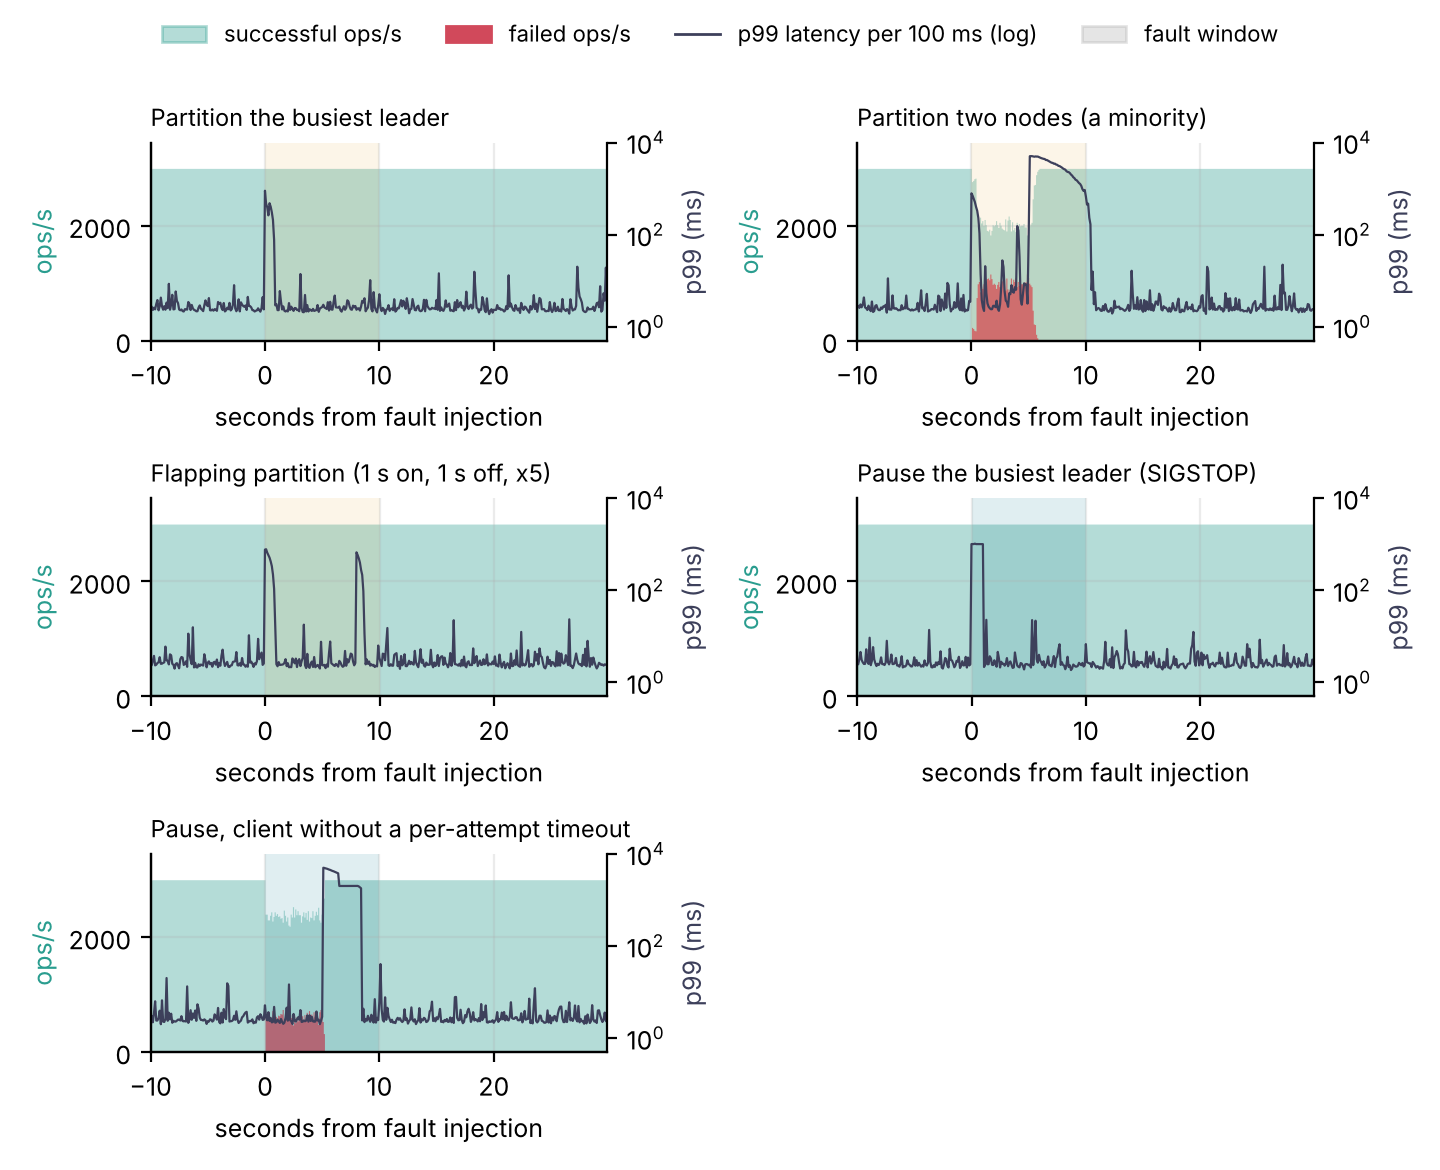 successful ops/s failed ops/s p99 latency per 100 ms (log) fault window
Partition the busiest leader
ops/s
2000
0
10⁴
10²
10⁰
p99 (ms)
−10 0 10 20
seconds from fault injection
Partition two nodes (a minority)
ops/s
2000
0
10⁴
10²
10⁰
p99 (ms)
−10 0 10 20
seconds from fault injection
Flapping partition (1 s on, 1 s off, x5)
ops/s
2000
0
10⁴
10²
10⁰
p99 (ms)
−10 0 10 20
seconds from fault injection
Pause the busiest leader (SIGSTOP)
ops/s
2000
0
10⁴
10²
10⁰
p99 (ms)
−10 0 10 20
seconds from fault injection
Pause, client without a per-attempt timeout
ops/s
2000
0
10⁴
10²
10⁰
p99 (ms)
−10 0 10 20
seconds from fault injection